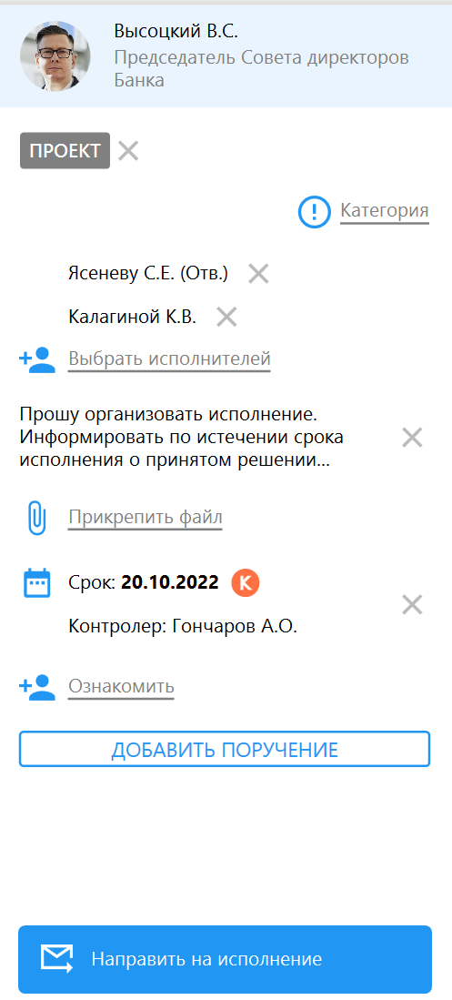 Высоцкий В.С.
Председатель Совета директоров
Банка
ПРОЕКТ
Категория
Ясеневу С.Е. (Отв.)
Калагиной К.В.
Выбрать исполнителей
Прошу организовать исполнение.
Информировать по истечении срока
исполнения о принятом решении...
Прикрепить файл
Срок: 20.10.2022 К
Контролер: Гончаров А.О.
Ознакомить
ДОБАВИТЬ ПОРУЧЕНИЕ
Направить на исполнение